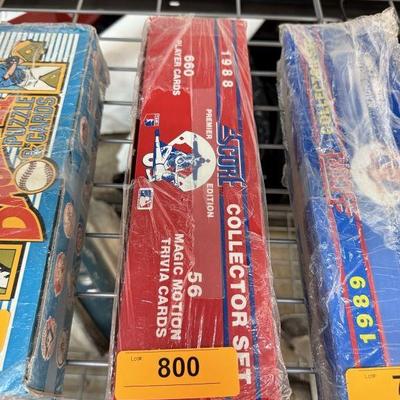 PUZZLE
& CARDS
1988
660
PLAYER CARDS
PREMIER
EDITION
SCORE
COLLECTOR SET
56
MAGIC MOTION
TRIVIA CARDS
Lot#
800
1989
Lot#